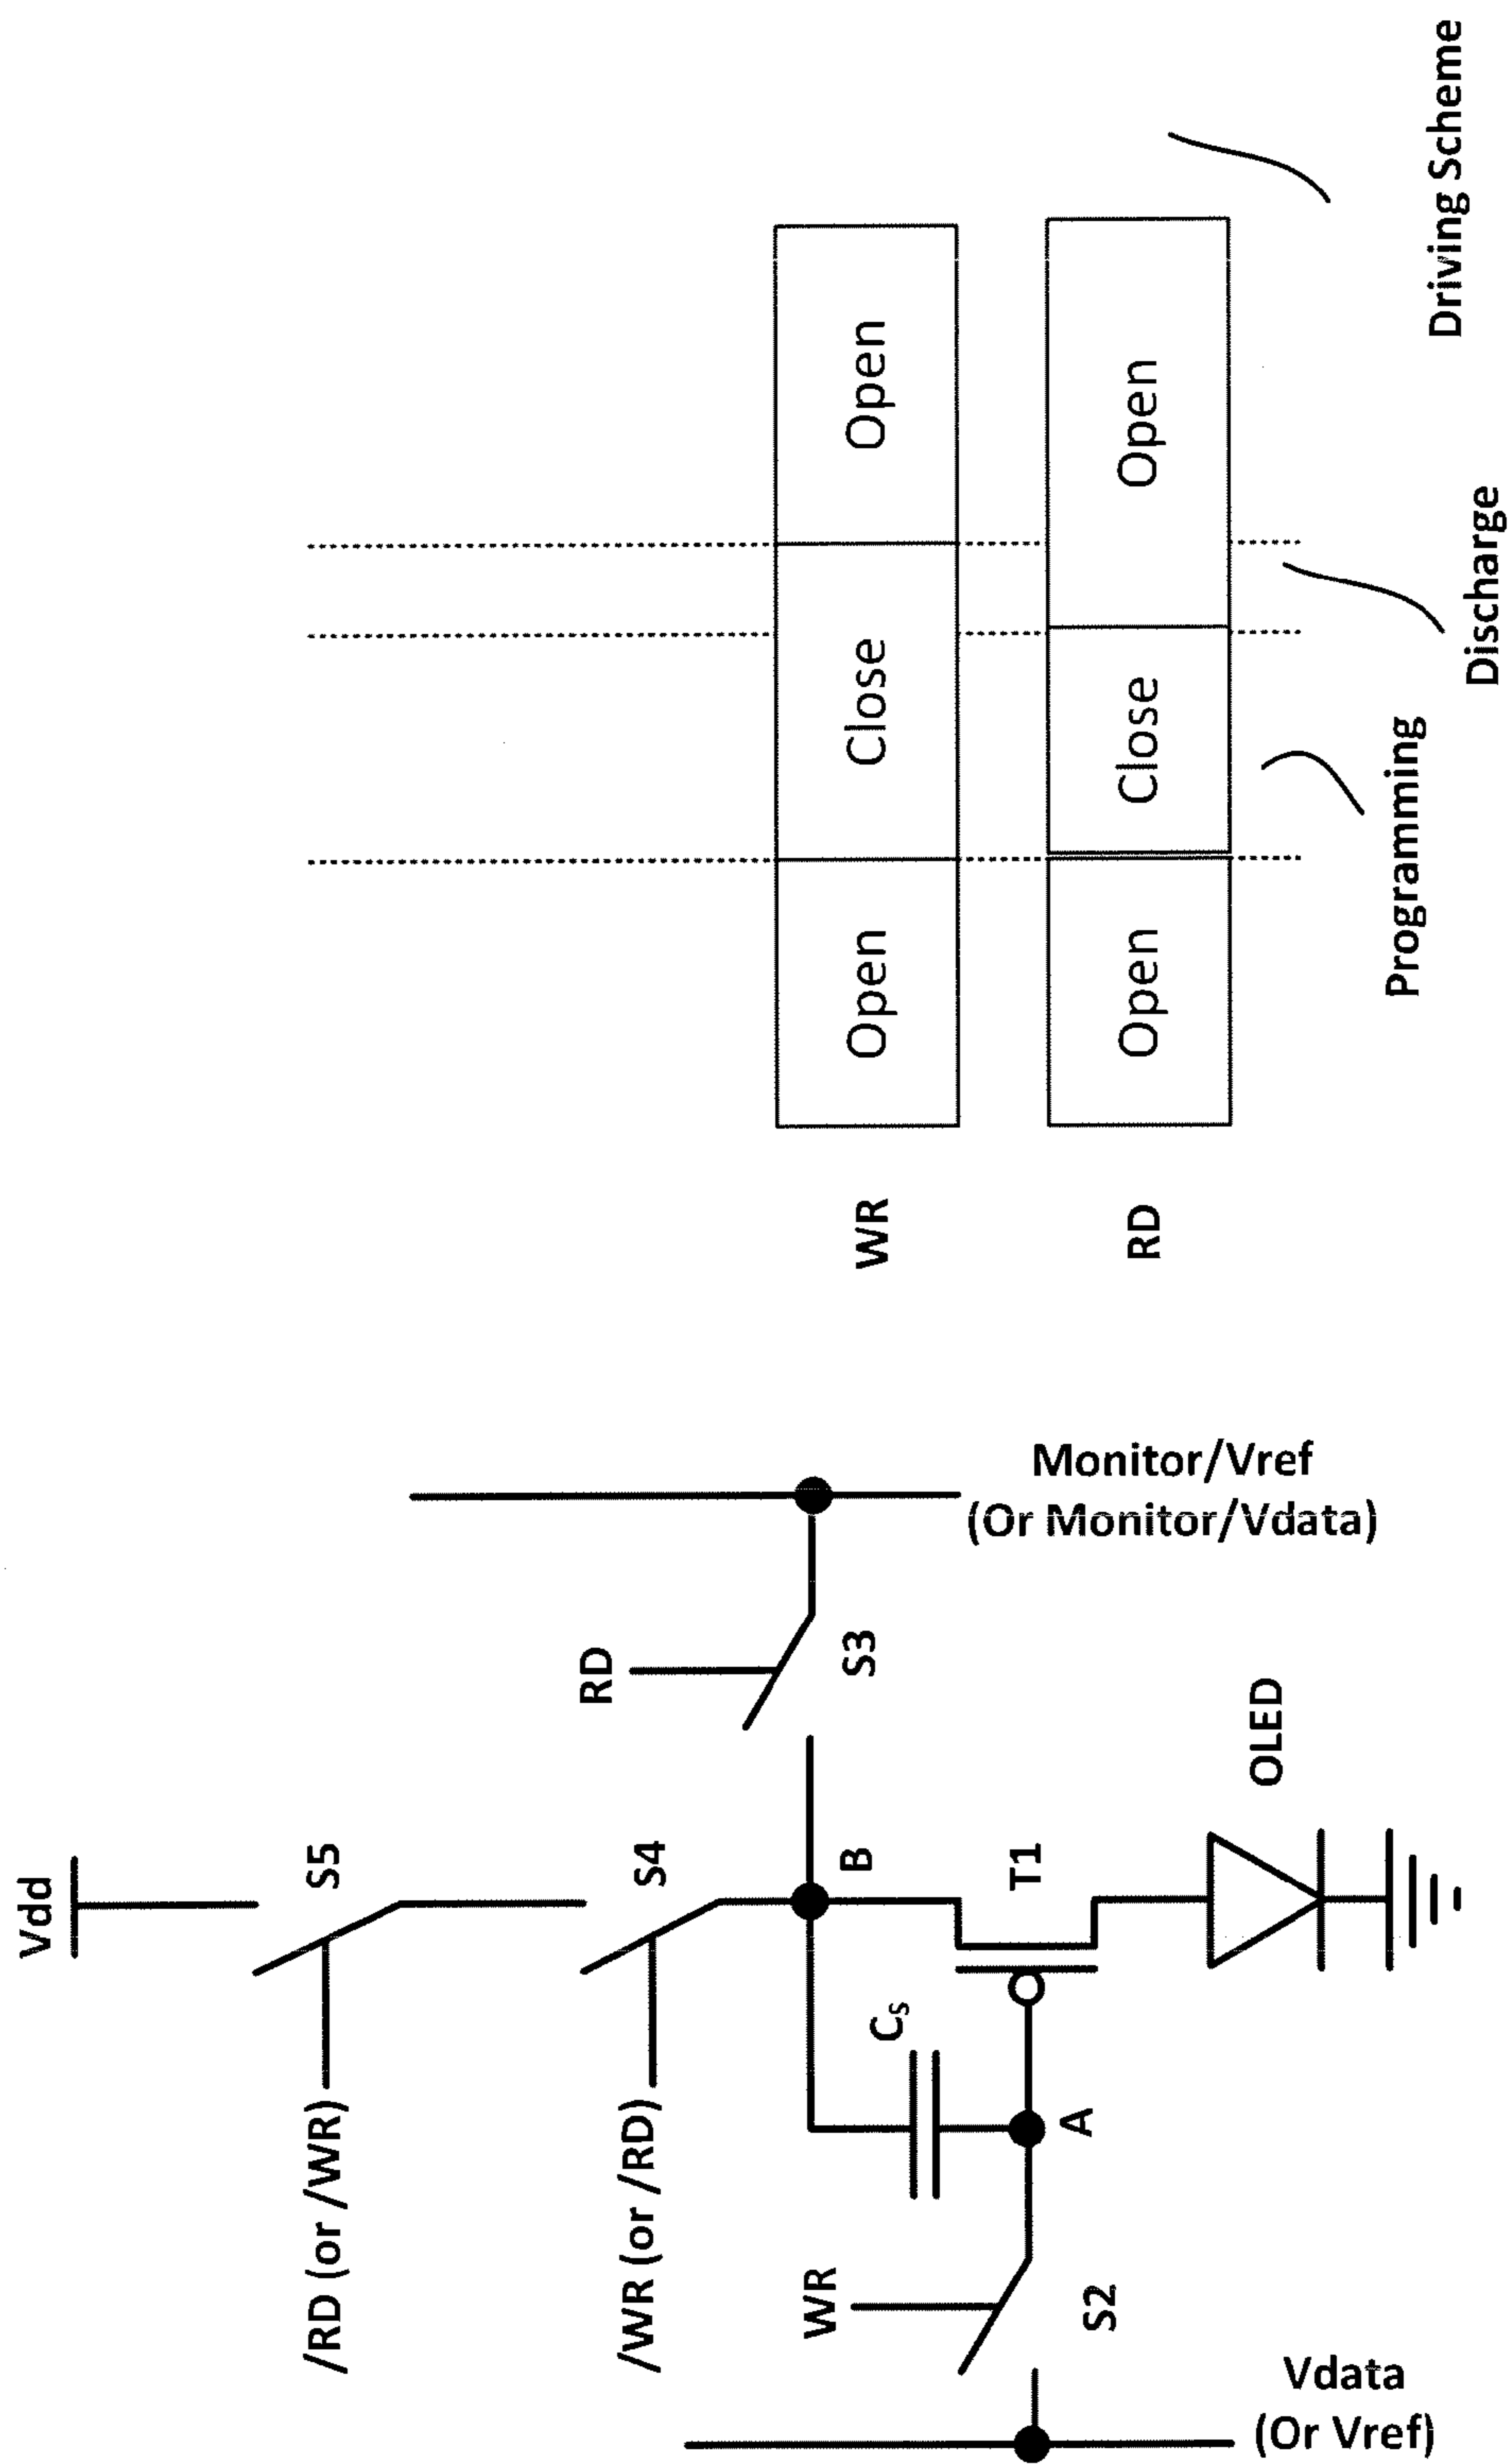 Vdd
/RD (or /WR)
S5
/WR (or /RD)
S4
RD
S3
B
Monitor/Vref
(Or Monitor/Vdata)
WR
S2
Cs
A
T1
OLED
Vdata
(Or Vref)
WR
Open
Close
Open
RD
Open
Close
Open
Programming
Discharge
Driving Scheme